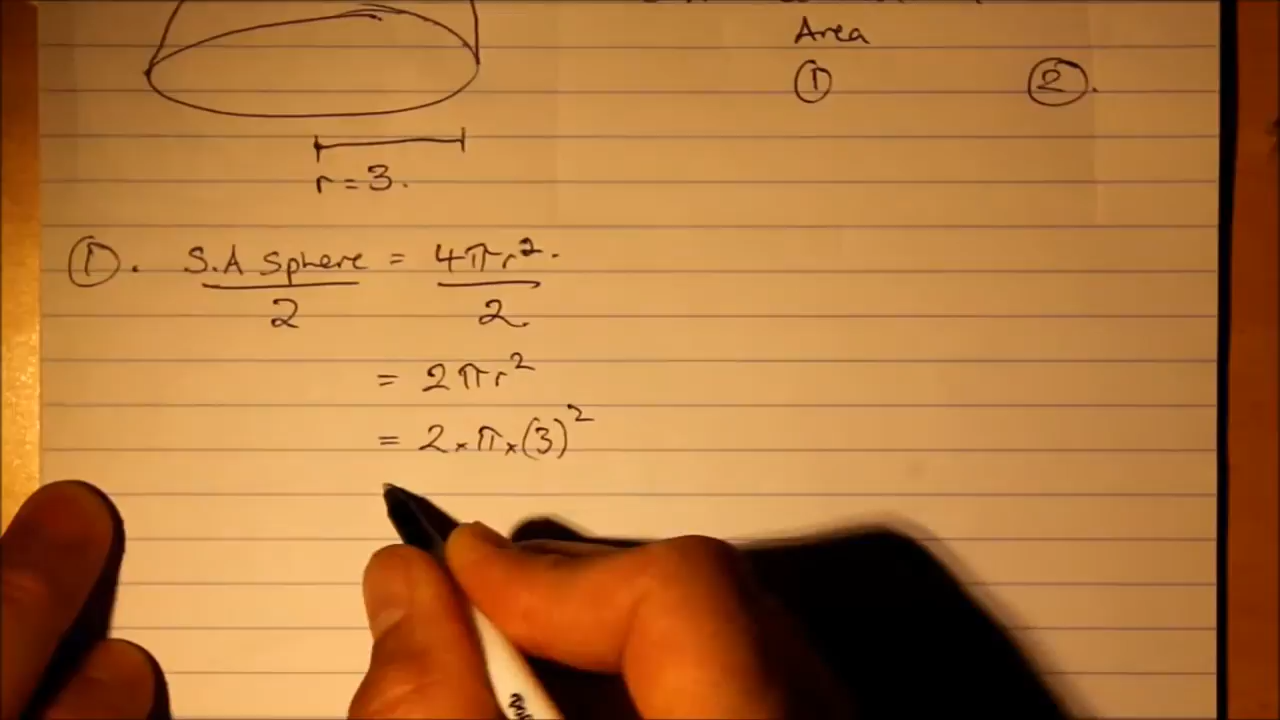 Area
① ②.
r = 3.
①. S.A Sphere = 4πr².
2 2.
= 2πr²
= 2 × π × (3)²